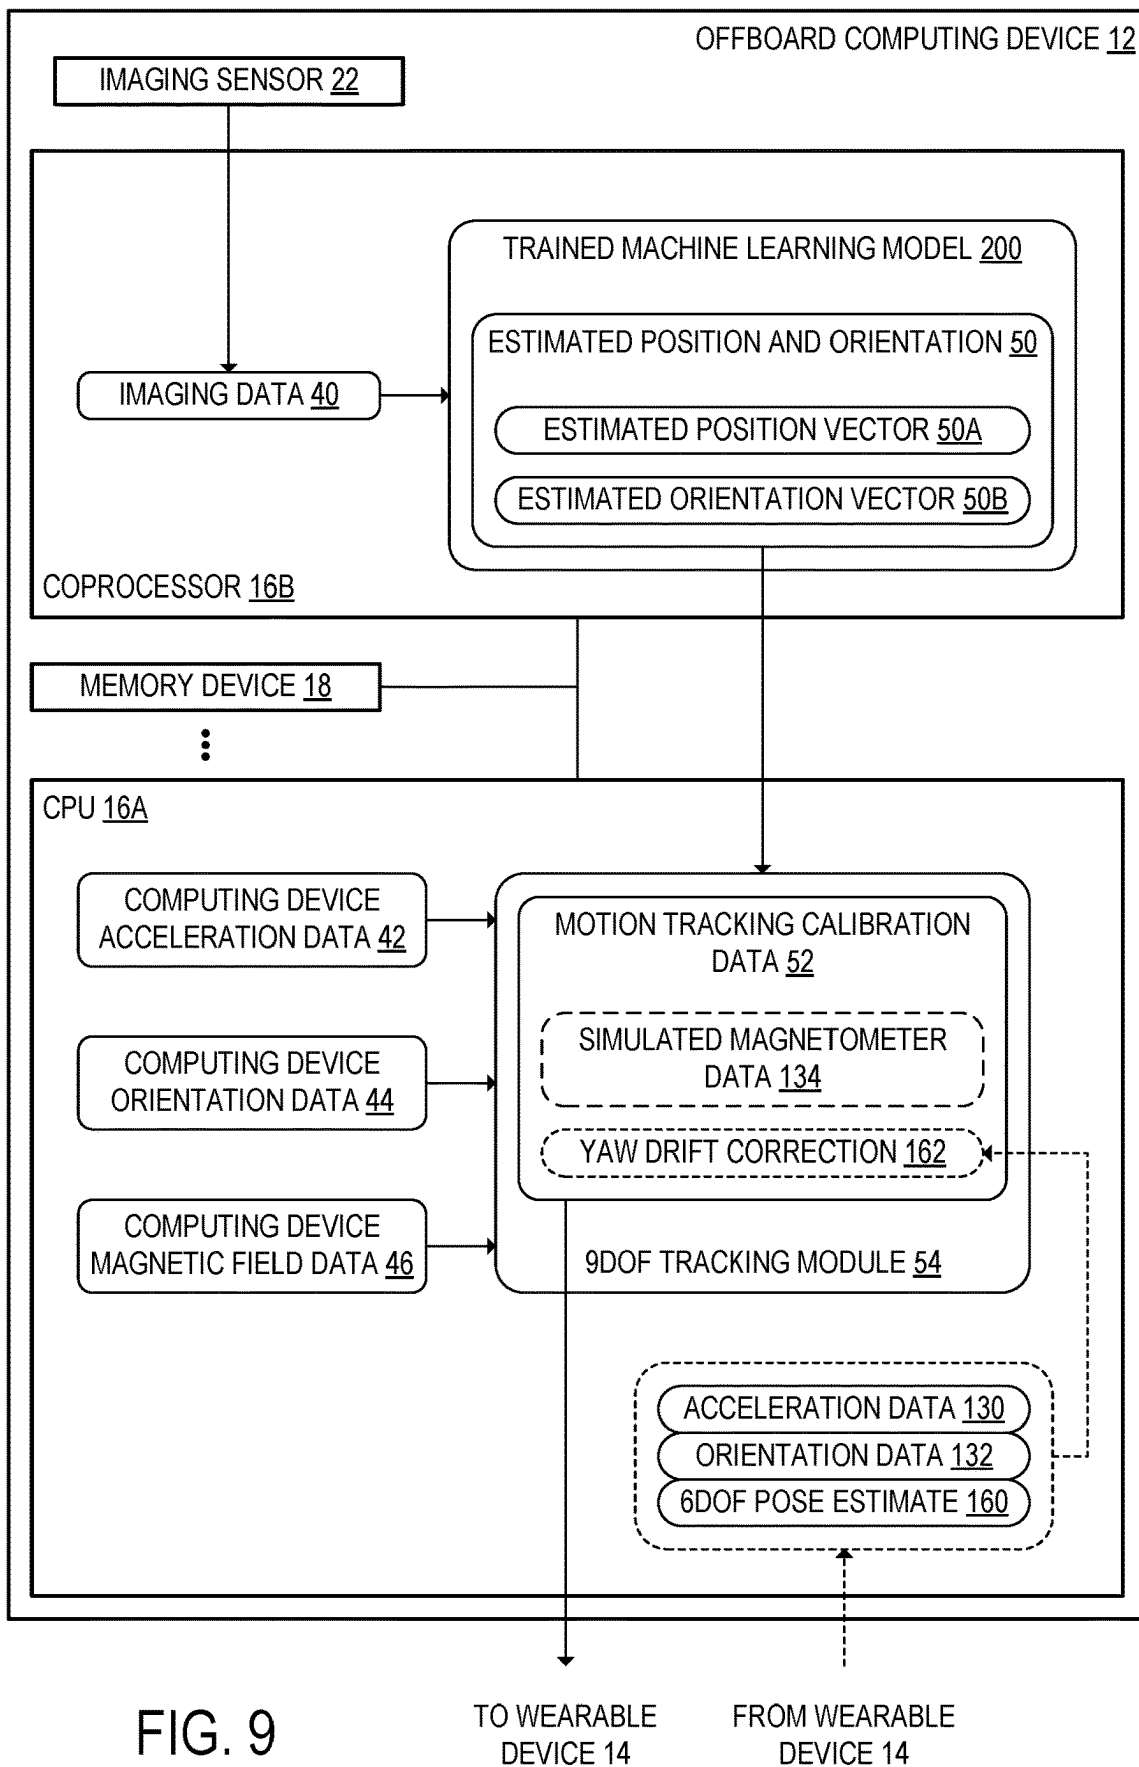 OFFBOARD COMPUTING DEVICE 12
IMAGING SENSOR 22
TRAINED MACHINE LEARNING MODEL 200
ESTIMATED POSITION AND ORIENTATION 50
IMAGING DATA 40
ESTIMATED POSITION VECTOR 50A
ESTIMATED ORIENTATION VECTOR 50B
COPROCESSOR 16B
MEMORY DEVICE 18
CPU 16A
COMPUTING DEVICE
ACCELERATION DATA 42
MOTION TRACKING CALIBRATION
DATA 52
SIMULATED MAGNETOMETER
DATA 134
COMPUTING DEVICE
ORIENTATION DATA 44
YAW DRIFT CORRECTION 162
COMPUTING DEVICE
MAGNETIC FIELD DATA 46
9DOF TRACKING MODULE 54
ACCELERATION DATA 130
ORIENTATION DATA 132
6DOF POSE ESTIMATE 160
FIG. 9
TO WEARABLE
DEVICE 14
FROM WEARABLE
DEVICE 14